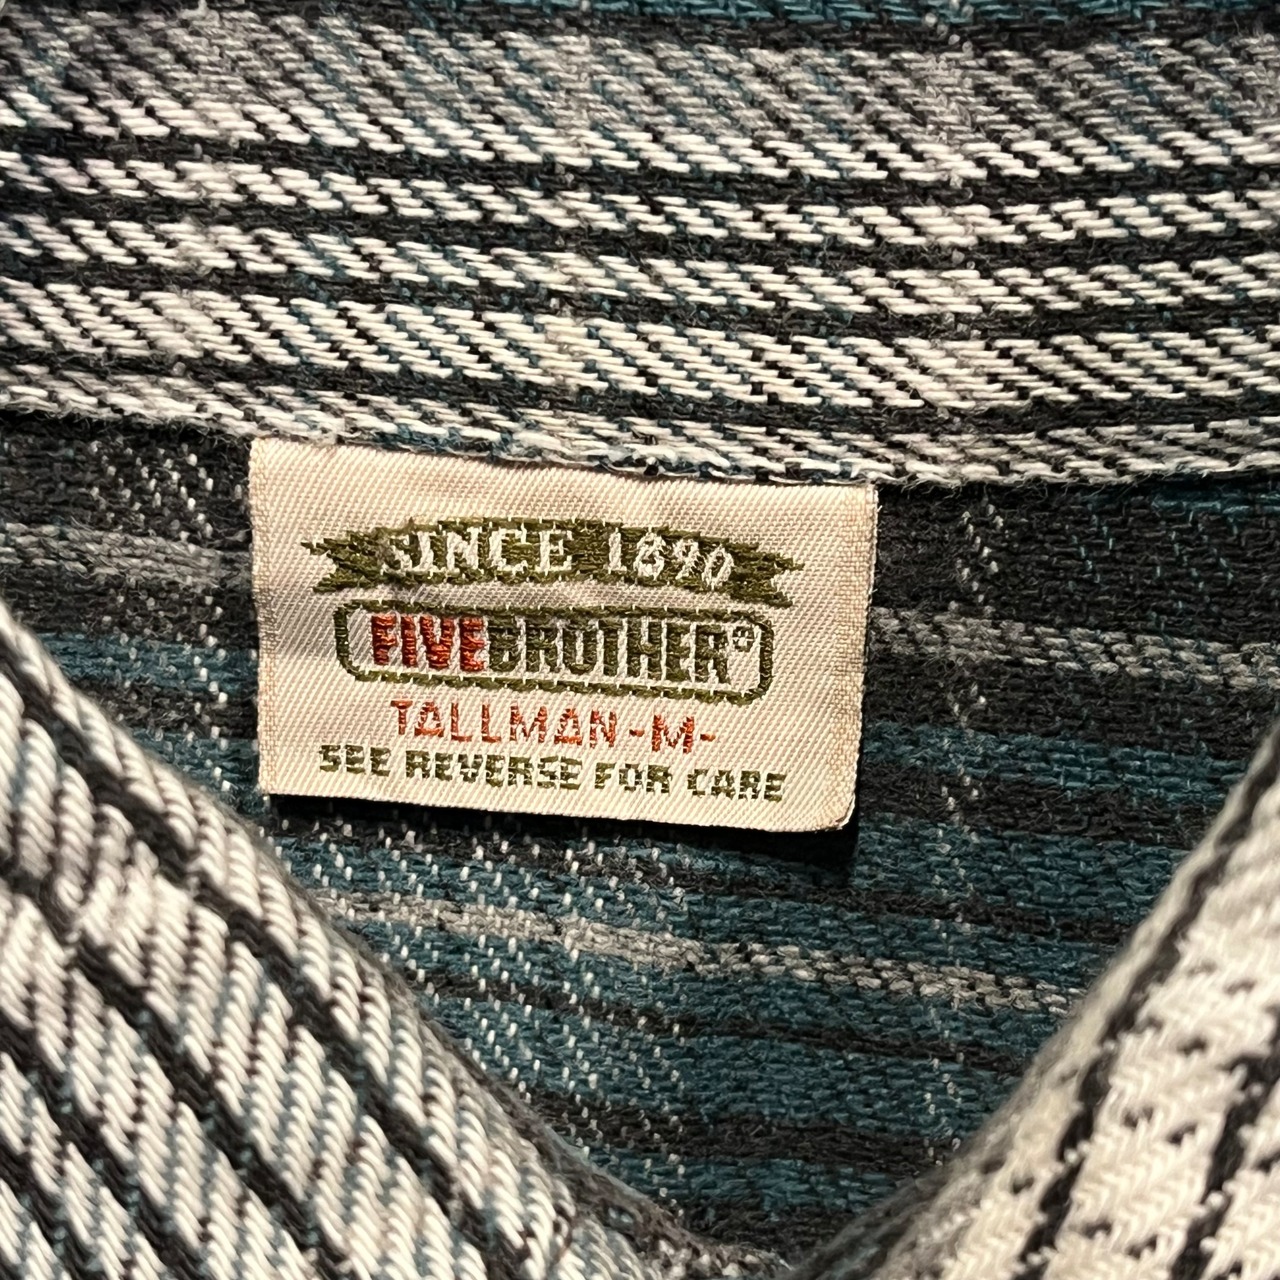 SINCE 1890
FIVEBROTHER®
TALLMAN -M-
SEE REVERSE FOR CARE